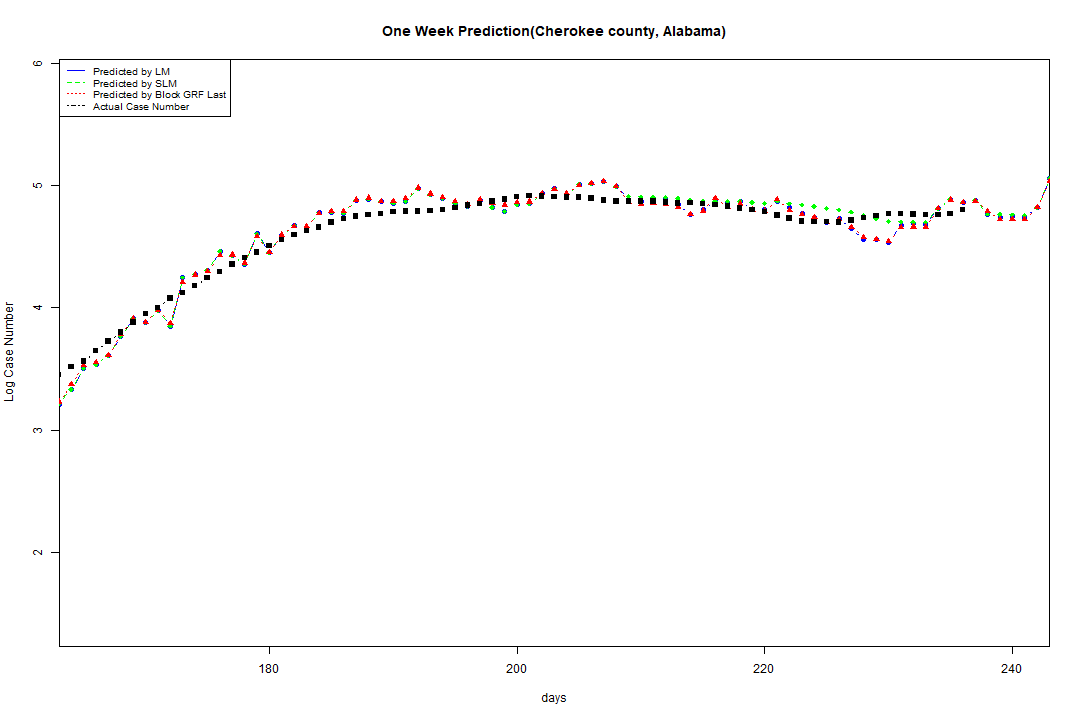 One Week Prediction(Cherokee county, Alabama)
6
Predicted by LM
Predicted by SLM
Predicted by Block GRF Last
Actual Case Number
5
4
3
2
Log Case Number
180
200
220
240
days